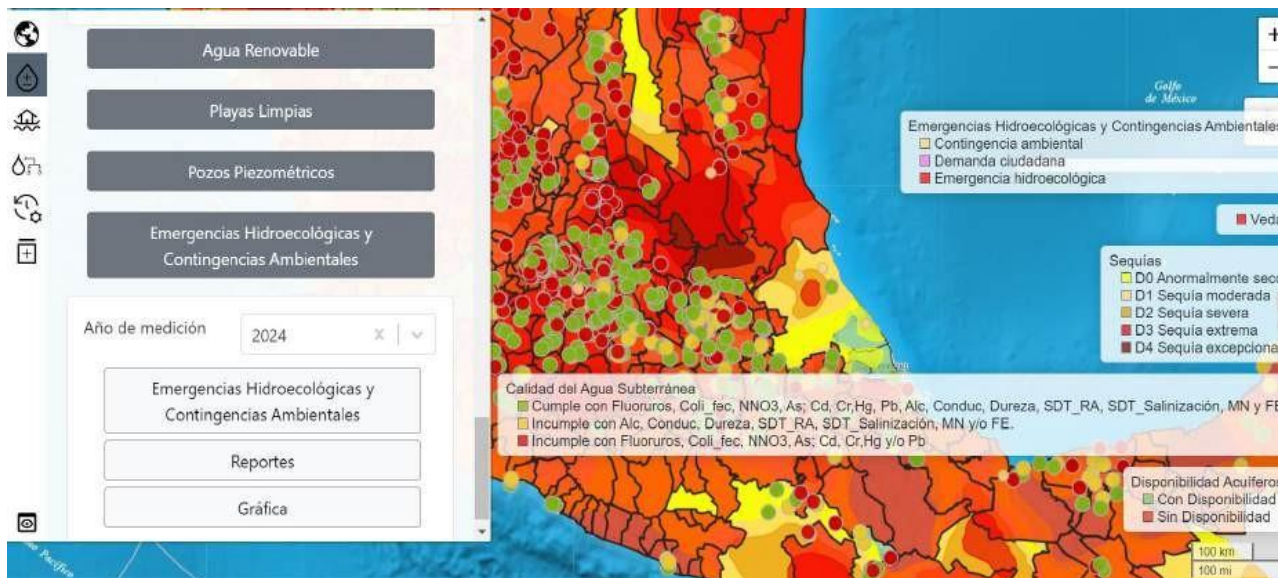 Agua Renovable
Playas Limpias
Pozos Piezométricos
Emergencias Hidroecológicas y
Contingencias Ambientales
Año de medición
2024
Emergencias Hidroecológicas y
Contingencias Ambientales
Reportes
Gráfica
Golfo
de México
Emergencias Hidroecológicas y Contingencias Ambientales
Contingencia ambiental
Demanda ciudadana
Emergencia hidroecológica
Veda
Sequías
D0 Anormalmente seco
D1 Sequía moderada
D2 Sequía severa
D3 Sequía extrema
D4 Sequía excepciona
Calidad del Agua Subterránea
Cumple con Fluoruros, Coli_fec, NNO3, As; Cd, Cr,Hg, Pb, Alc, Conduc, Dureza, SDT_RA, SDT_Salinización, MN y FE
Incumple con Alc, Conduc, Dureza, SDT_RA, SDT_Salinización, MN y/o FE.
Incumple con Fluoruros, Coli_fec, NNO3, As; Cd, Cr,Hg y/o Pb
Disponibilidad Acuíferos
Con Disponibilidad
Sin Disponibilidad
100 km
100 mi
Pacífico